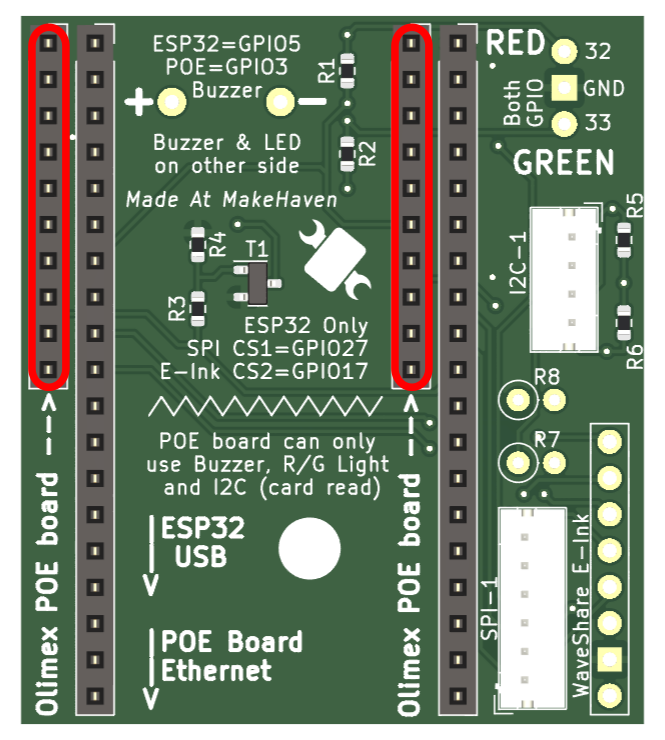 ESP32=GPIO5
POE=GPIO3
Buzzer
+ −
Buzzer & LED
on other side
Made At MakeHaven
R1
R2
RED
32
Both
GPIO
GND
33
GREEN
R4
T1
R3
ESP32 Only
SPI CS1=GPIO27
E-Ink CS2=GPIO17
I2C-1
R5
R6
R8
R7
POE board can only
use Buzzer, R/G Light
and I2C (card read)
ESP32
USB
POE Board
Ethernet
Olimex POE board --->
Olimex POE board --->
SPI-1
WaveShare E-Ink